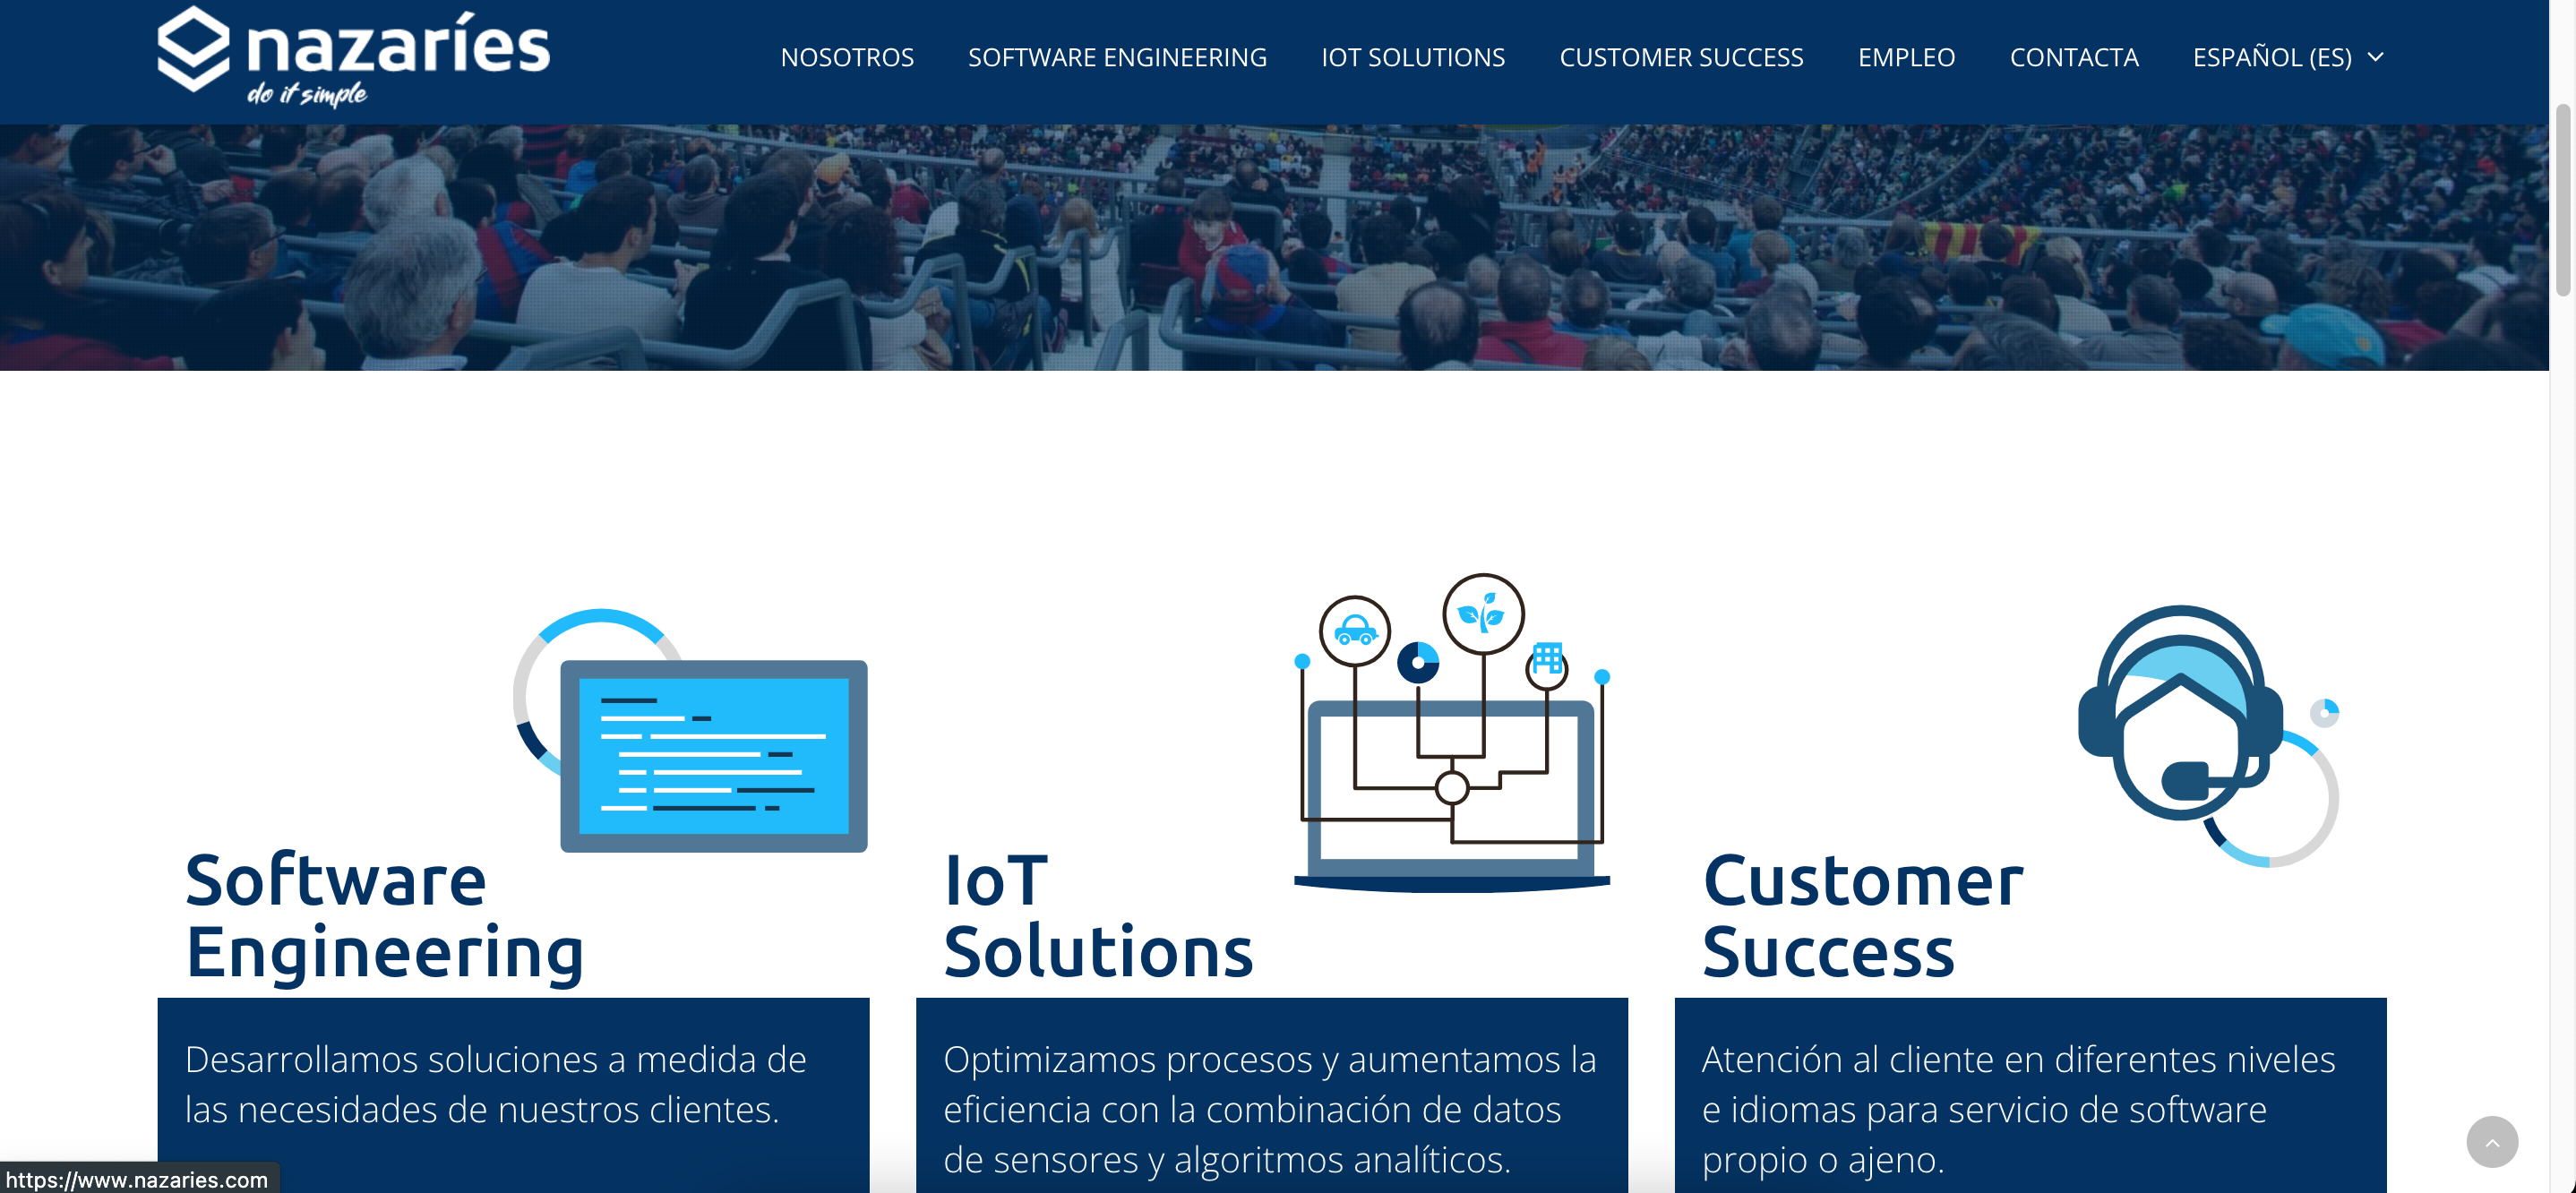 nazaríes
do it simple
NOSOTROS SOFTWARE ENGINEERING IOT SOLUTIONS CUSTOMER SUCCESS EMPLEO CONTACTA ESPAÑOL (ES)
Software
Engineering
Desarrollamos soluciones a medida de
las necesidades de nuestros clientes.
IoT
Solutions
Optimizamos procesos y aumentamos la
eficiencia con la combinación de datos
de sensores y algoritmos analíticos.
Customer
Success
Atención al cliente en diferentes niveles
e idiomas para servicio de software
propio o ajeno.
https://www.nazaries.com